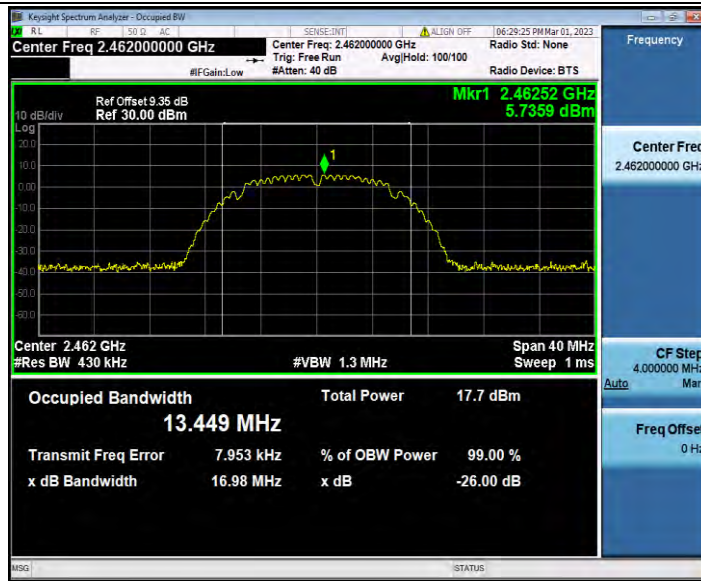 Keysight Spectrum Analyzer - Occupied BW
RL RF 50 Ω AC SENSE:INT ALIGN OFF 06:29:25 PM Mar 01, 2023
Center Freq 2.462000000 GHz
Center Freq: 2.462000000 GHz
Radio Std: None
Trig: Free Run Avg|Hold: 100/100
#IFGain:Low #Atten: 40 dB Radio Device: BTS
Ref Offset 9.35 dB
10 dB/div Ref 30.00 dBm
Mkr1 2.46252 GHz
5.7359 dBm
Log
20.0
10.0
0.00
-10.0
-20.0
-30.0
-40.0
-50.0
-60.0
1
Center 2.462 GHz Span 40 MHz
#Res BW 430 kHz #VBW 1.3 MHz Sweep 1 ms
Occupied Bandwidth Total Power 17.7 dBm
13.449 MHz
Transmit Freq Error 7.953 kHz % of OBW Power 99.00 %
x dB Bandwidth 16.98 MHz x dB -26.00 dB
MSG STATUS
Frequency
Center Freq
2.462000000 GHz
CF Step
4.000000 MHz
Auto Man
Freq Offset
0 Hz